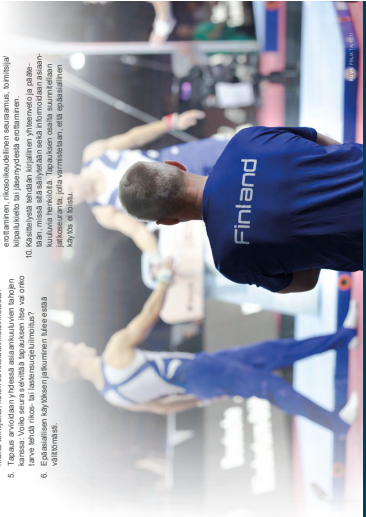 5. Tapaus arvioidaan yhdessä asiaankuuluvien tahojen
kanssa: Voiko seura selvittää tapauksen itse vai onko
tarve tehdä rikos- tai lastensuojeluilmoitus?
6. Epäasiallisen käytöksen jatkuminen tulee estää
välittömästi.
erottaminen, rikosoikeudellinen seuraamus, toimitsija/
kilpailukielto tai jäsenyydestä erottaminen.
10. Käsittelystä tehdään kirjallinen yhteenveto ja pääte-
tään, missä sitä säilytetään sekä informoidaan asiaan-
kuuluvia henkilöitä. Tapauksen osalta suunnitellaan
jatkoseuranta, jolla varmistetaan, että epäasiallinen
käytös ei toistu.
Finland